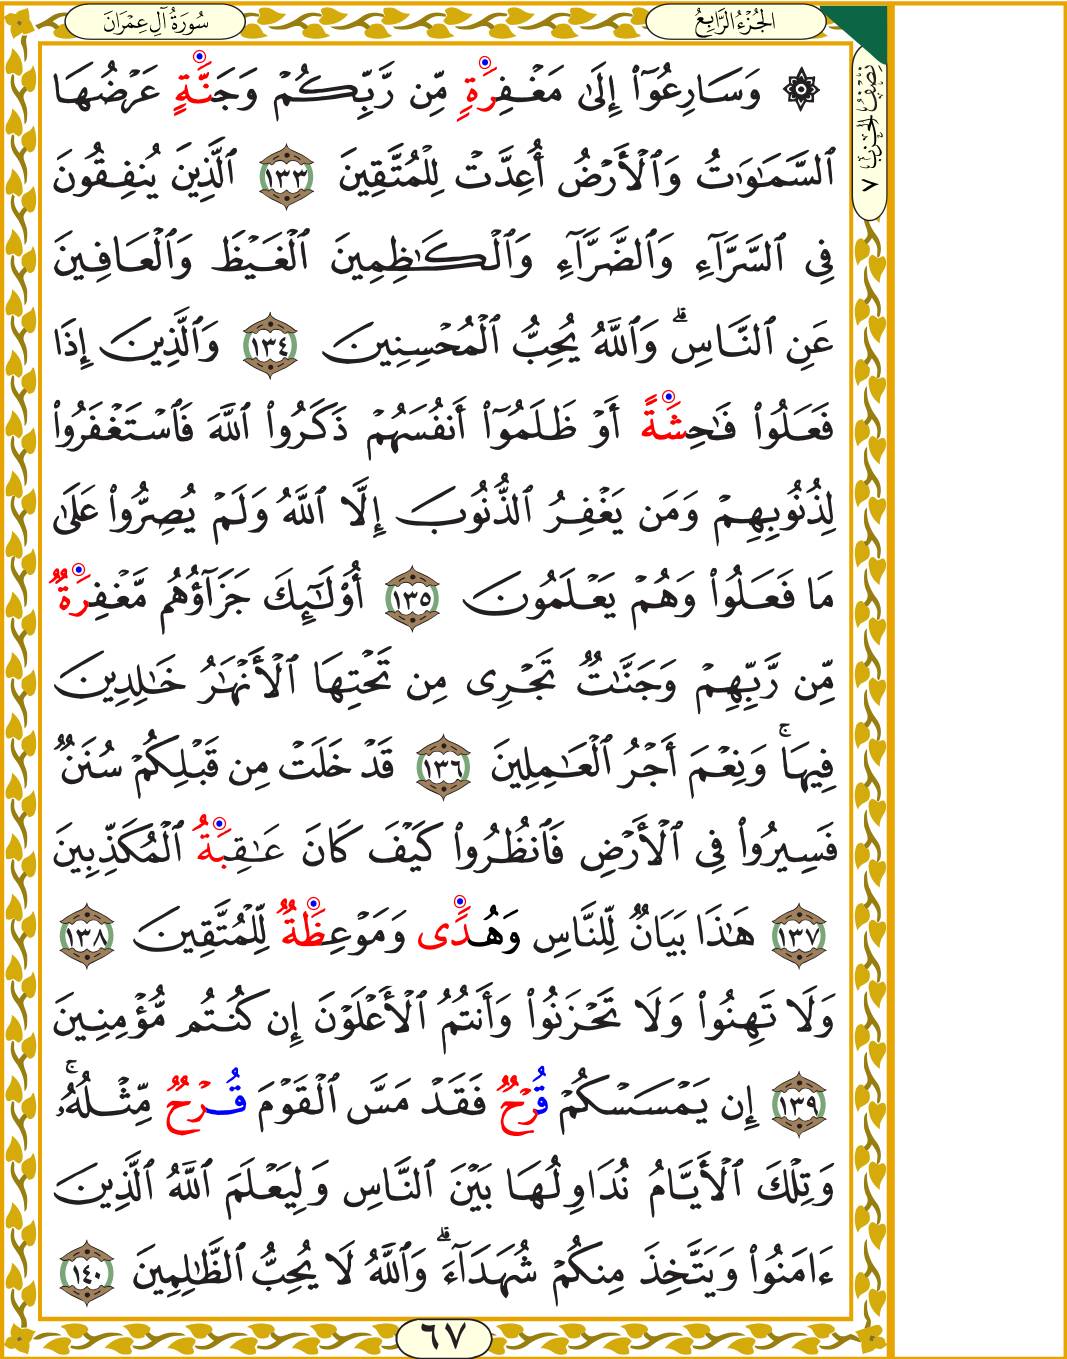 سُورَةُ آلِ عِمْرَانَ
الجُزْءُ الرَّابِعُ
نِصْفُ الحِزْبِ ٧
۞ وَسَارِعُوٓا۟ إِلَىٰ مَغْفِرَةٍ مِّن رَّبِّكُمْ وَجَنَّةٍ عَرْضُهَا
ٱلسَّمَـٰوَٰتُ وَٱلْأَرْضُ أُعِدَّتْ لِلْمُتَّقِينَ ١٣٣ ٱلَّذِينَ يُنفِقُونَ
فِى ٱلسَّرَّآءِ وَٱلضَّرَّآءِ وَٱلْكَـٰظِمِينَ ٱلْغَيْظَ وَٱلْعَافِينَ
عَنِ ٱلنَّاسِ ۗ وَٱللَّهُ يُحِبُّ ٱلْمُحْسِنِينَ ١٣٤ وَٱلَّذِينَ إِذَا
فَعَلُوا۟ فَـٰحِشَةً أَوْ ظَلَمُوٓا۟ أَنفُسَهُمْ ذَكَرُوا۟ ٱللَّهَ فَٱسْتَغْفَرُوا۟
لِذُنُوبِهِمْ وَمَن يَغْفِرُ ٱلذُّنُوبَ إِلَّا ٱللَّهُ وَلَمْ يُصِرُّوا۟ عَلَىٰ
مَا فَعَلُوا۟ وَهُمْ يَعْلَمُونَ ١٣٥ أُو۟لَـٰٓئِكَ جَزَآؤُهُم مَّغْفِرَةٌ
مِّن رَّبِّهِمْ وَجَنَّـٰتٌ تَجْرِى مِن تَحْتِهَا ٱلْأَنْهَـٰرُ خَـٰلِدِينَ
فِيهَا ۚ وَنِعْمَ أَجْرُ ٱلْعَـٰمِلِينَ ١٣٦ قَدْ خَلَتْ مِن قَبْلِكُمْ سُنَنٌ
فَسِيرُوا۟ فِى ٱلْأَرْضِ فَٱنظُرُوا۟ كَيْفَ كَانَ عَـٰقِبَةُ ٱلْمُكَذِّبِينَ
١٣٧ هَـٰذَا بَيَانٌ لِّلنَّاسِ وَهُدًى وَمَوْعِظَةٌ لِّلْمُتَّقِينَ ١٣٨
وَلَا تَهِنُوا۟ وَلَا تَحْزَنُوا۟ وَأَنتُمُ ٱلْأَعْلَوْنَ إِن كُنتُم مُّؤْمِنِينَ
١٣٩ إِن يَمْسَسْكُمْ قُرْحٌ فَقَدْ مَسَّ ٱلْقَوْمَ قُرْحٌ مِّثْلُهُۥ ۚ
وَتِلْكَ ٱلْأَيَّامُ نُدَاوِلُهَا بَيْنَ ٱلنَّاسِ وَلِيَعْلَمَ ٱللَّهُ ٱلَّذِينَ
ءَامَنُوا۟ وَيَتَّخِذَ مِنكُمْ شُهَدَآءَ ۗ وَٱللَّهُ لَا يُحِبُّ ٱلظَّـٰلِمِينَ ١٤٠
٦٧